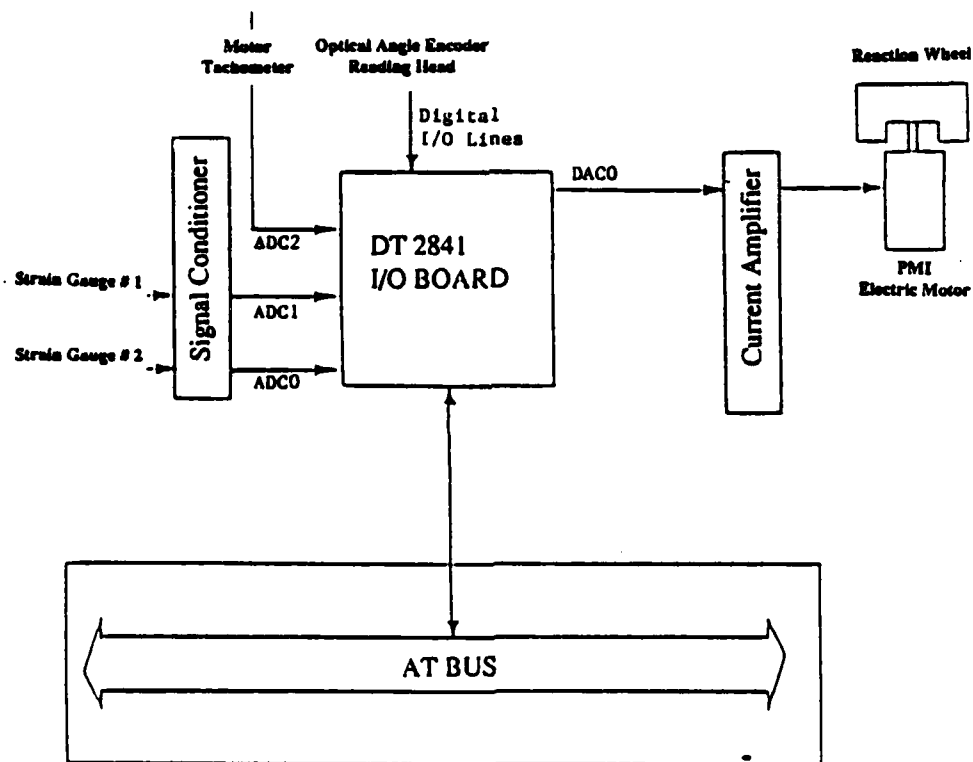 Motor
Tachometer
Optical Angle Encoder
Reading Head
Reaction Wheel
Digital
I/O Lines
Signal Conditioner
DAC0
Current Amplifier
ADC2
DT 2841
I/O BOARD
PMI
Electric Motor
Strain Gauge # 1
ADC1
Strain Gauge # 2
ADC0
AT BUS